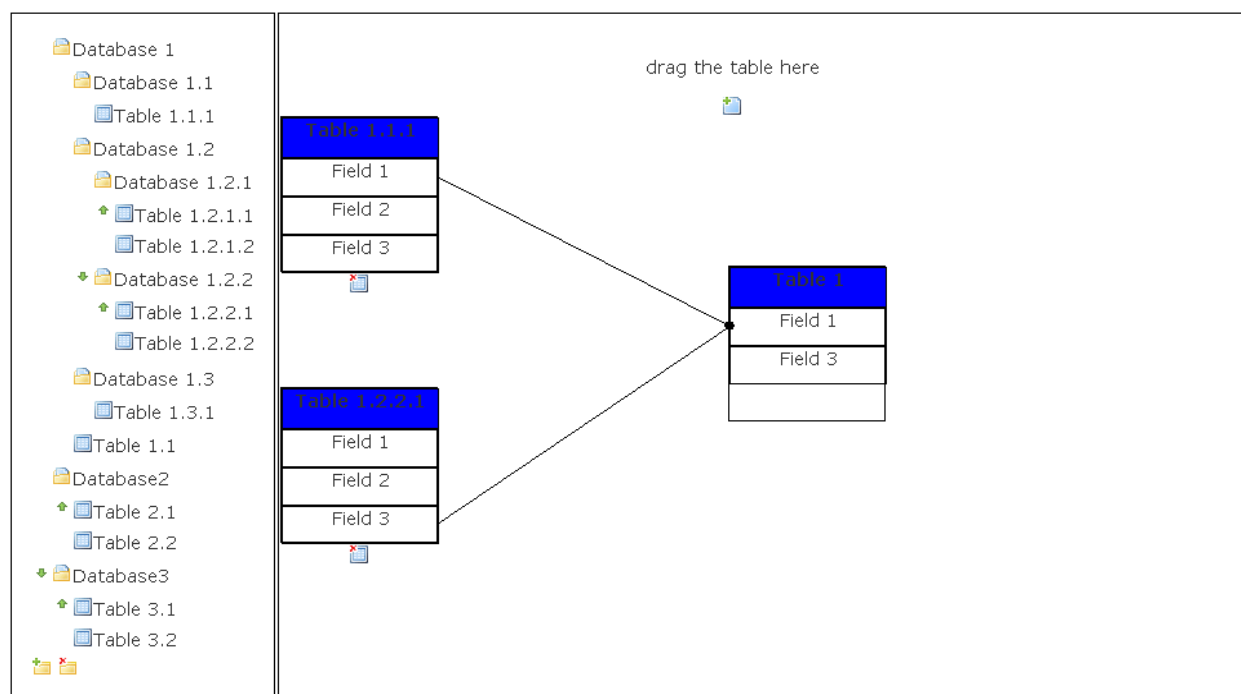 Database 1
Database 1.1
Table 1.1.1
Database 1.2
Database 1.2.1
Table 1.2.1.1
Table 1.2.1.2
Database 1.2.2
Table 1.2.2.1
Table 1.2.2.2
Database 1.3
Table 1.3.1
Table 1.1
Database2
Table 2.1
Table 2.2
Database3
Table 3.1
Table 3.2
drag the table here
Table 1.1.1
Field 1
Field 2
Field 3
Table 1.2.2.1
Field 1
Field 2
Field 3
Table 1
Field 1
Field 3